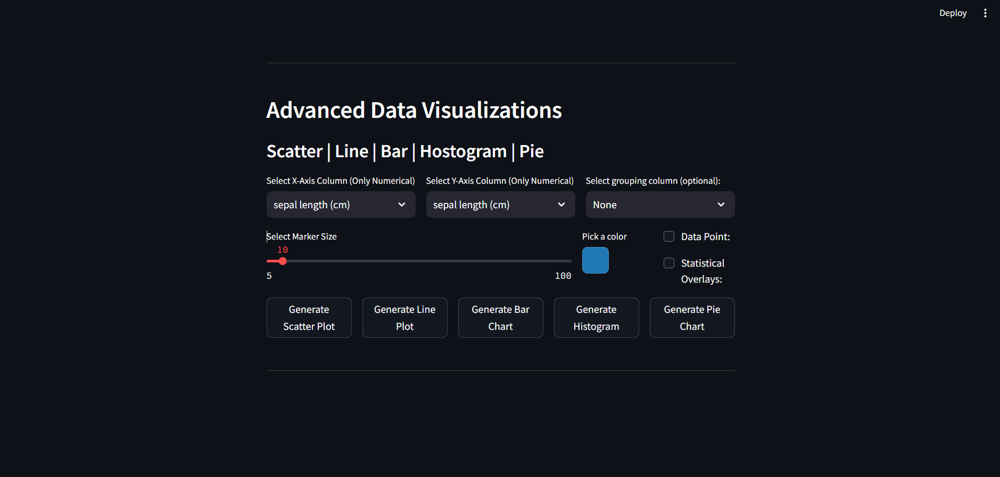 Deploy
Advanced Data Visualizations
Scatter | Line | Bar | Hostogram | Pie
Select X-Axis Column (Only Numerical)
sepal length (cm)
Select Y-Axis Column (Only Numerical)
sepal length (cm)
Select grouping column (optional):
None
Select Marker Size
10
5
100
Pick a color
Data Point:
Statistical
Overlays:
Generate
Scatter Plot
Generate Line
Plot
Generate Bar
Chart
Generate
Histogram
Generate Pie
Chart